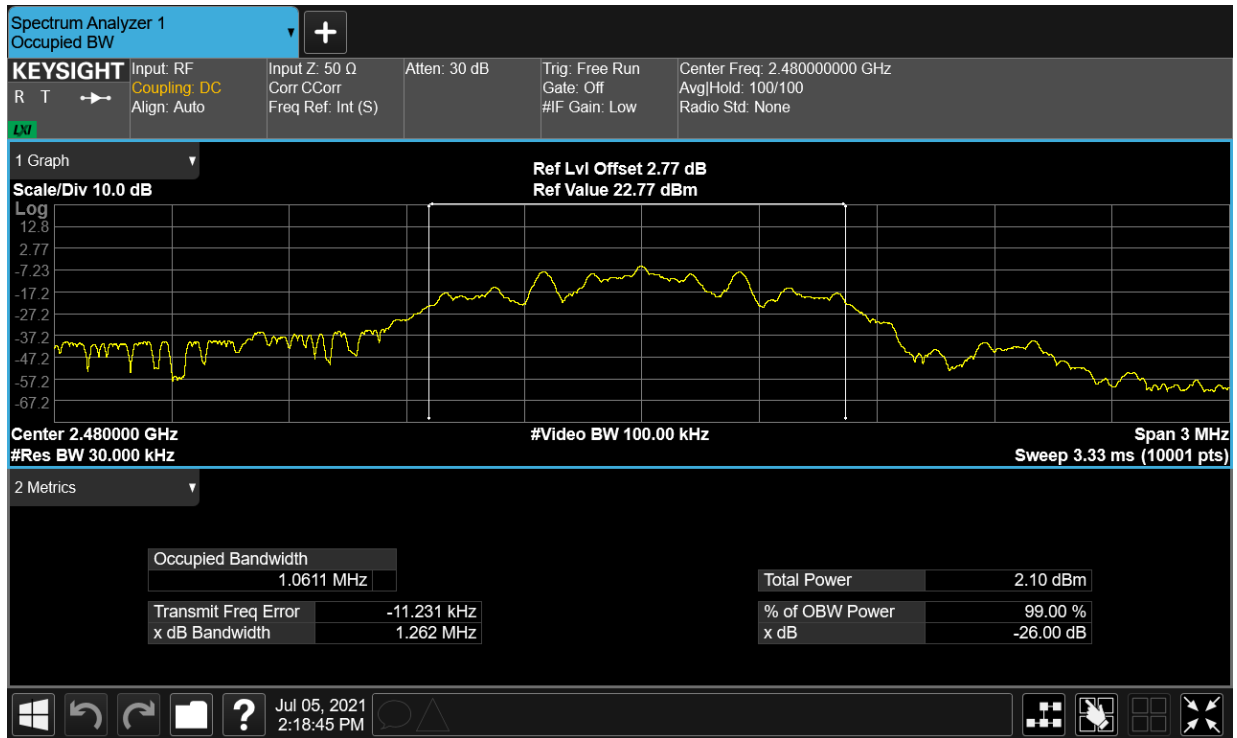 Spectrum Analyzer 1
Occupied BW
KEYSIGHT
R T
LXI
Input: RF
Coupling: DC
Align: Auto
Input Z: 50 Ω
Corr CCorr
Freq Ref: Int (S)
Atten: 30 dB
Trig: Free Run
Gate: Off
#IF Gain: Low
Center Freq: 2.480000000 GHz
Avg|Hold: 100/100
Radio Std: None
1 Graph
Scale/Div 10.0 dB
Ref Lvl Offset 2.77 dB
Ref Value 22.77 dBm
Log
12.8
2.77
-7.23
-17.2
-27.2
-37.2
-47.2
-57.2
-67.2
Center 2.480000 GHz
#Res BW 30.000 kHz
#Video BW 100.00 kHz
Span 3 MHz
Sweep 3.33 ms (10001 pts)
2 Metrics
Occupied Bandwidth
1.0611 MHz
Transmit Freq Error -11.231 kHz
x dB Bandwidth 1.262 MHz
Total Power 2.10 dBm
% of OBW Power 99.00 %
x dB -26.00 dB
?
Jul 05, 2021
2:18:45 PM